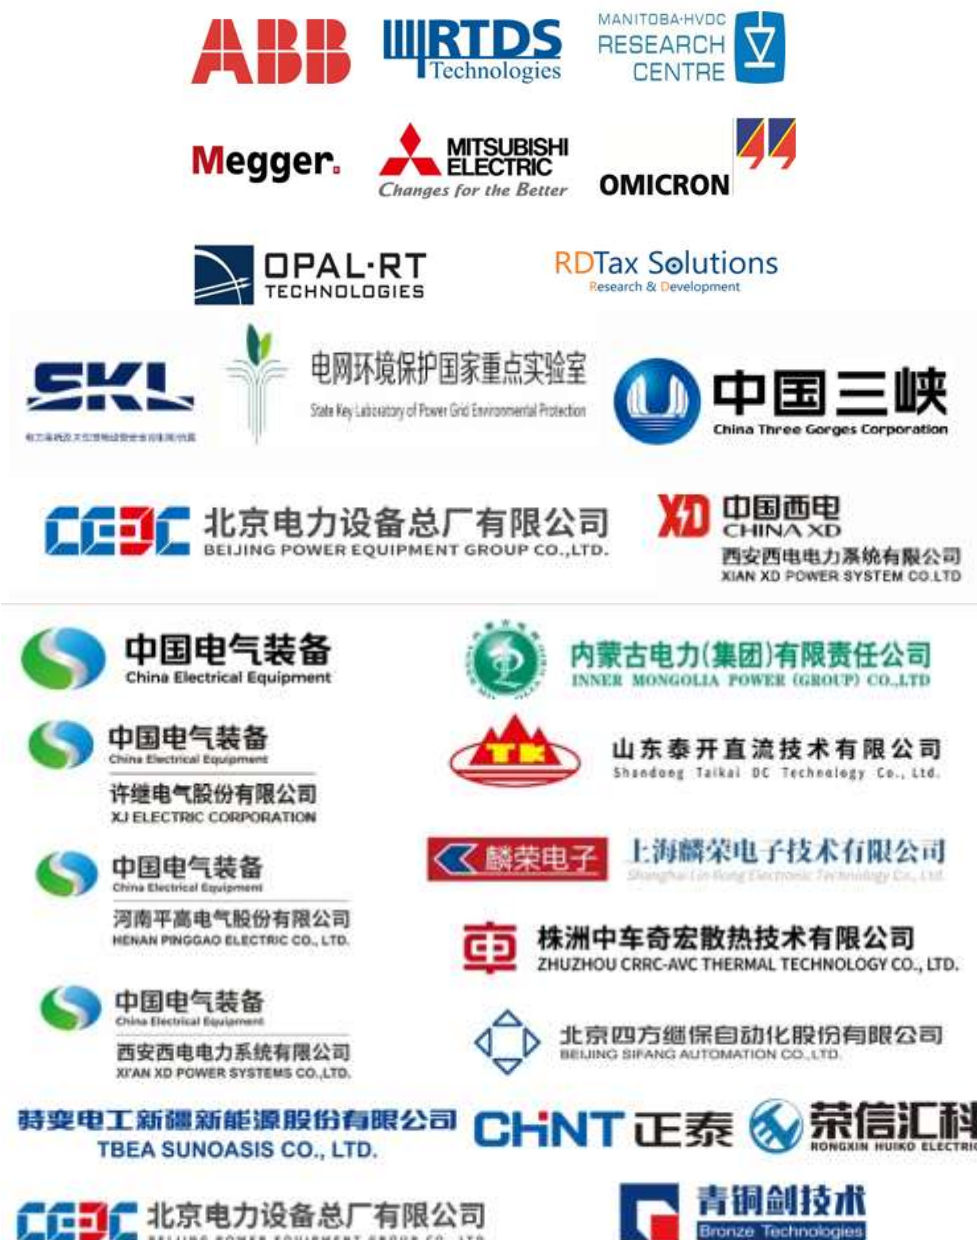 ABB
RTDS
Technologies
MANITOBA-HVDC
RESEARCH
CENTRE
Megger.
MITSUBISHI
ELECTRIC
Changes for the Better
OMICRON
OPAL-RT
TECHNOLOGIES
RDTax Solutions
Research & Development
SKL
电网环境保护国家重点实验室
State Key Laboratory of Power Grid Environmental Protection
中国三峡
China Three Gorges Corporation
CEEC 北京电力设备总厂有限公司
BEIJING POWER EQUIPMENT GROUP CO.,LTD.
XD 中国西电
CHINA XD
西安西电电力系统有限公司
XIAN XD POWER SYSTEM CO.LTD
中国电气装备
China Electrical Equipment
内蒙古电力(集团)有限责任公司
INNER MONGOLIA POWER (GROUP) CO.,LTD
中国电气装备
China Electrical Equipment
许继电气股份有限公司
XJ ELECTRIC CORPORATION
TK 山东泰开直流技术有限公司
Shandong Taikai DC Technology Co., Ltd.
中国电气装备
China Electrical Equipment
河南平高电气股份有限公司
HENAN PINGGAO ELECTRIC CO., LTD.
麟荣电子 上海麟荣电子技术有限公司
Shanghai Lin Rong Electronic Technology Co., Ltd.
株洲中车奇宏散热技术有限公司
ZHUZHOU CRRC-AVC THERMAL TECHNOLOGY CO., LTD.
中国电气装备
China Electrical Equipment
西安西电电力系统有限公司
XI'AN XD POWER SYSTEMS CO.,LTD.
北京四方继保自动化股份有限公司
BEIJING SIFANG AUTOMATION CO.,LTD.
特变电工新疆新能源股份有限公司
TBEA SUNOASIS CO., LTD.
CHiNT 正泰
荣信汇科
RONGXIN HUIKO ELECTRIC
CEEC 北京电力设备总厂有限公司
BEIJING POWER EQUIPMENT GROUP CO.,LTD.
青铜剑技术
Bronze Technologies